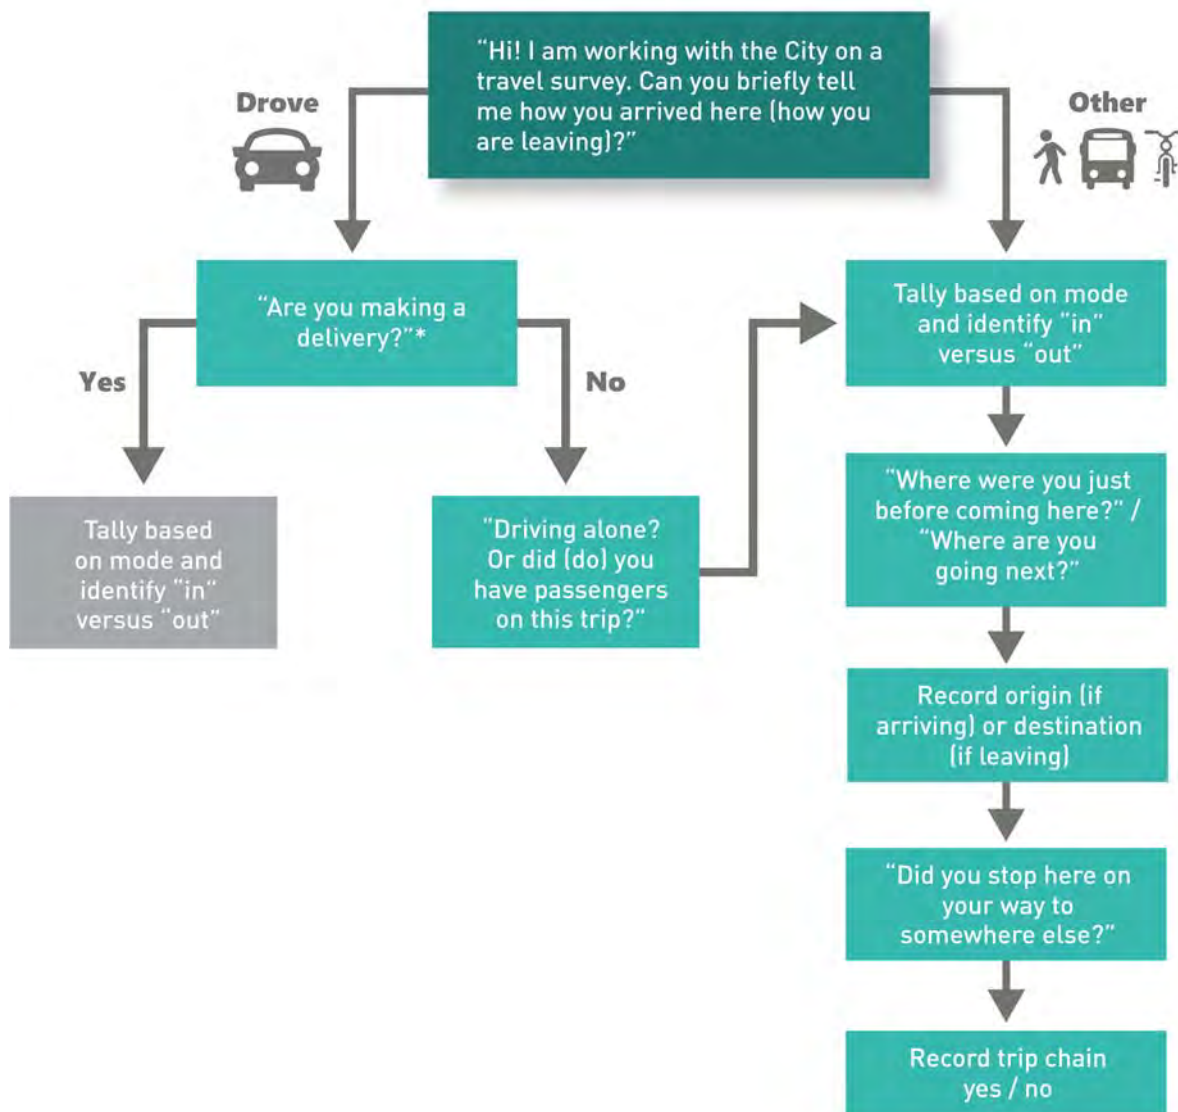 “Hi! I am working with the City on a
travel survey. Can you briefly tell
me how you arrived here (how you
are leaving)?”
Drove
Other
“Are you making a
delivery?”*
Tally based on mode
and identify “in”
versus “out”
Yes
No
Tally based
on mode and
identify “in”
versus “out”
“Driving alone?
Or did (do) you
have passengers
on this trip?”
“Where were you just
before coming here?” /
“Where are you
going next?”
Record origin (if
arriving) or destination
(if leaving)
“Did you stop here on
your way to
somewhere else?”
Record trip chain
yes / no